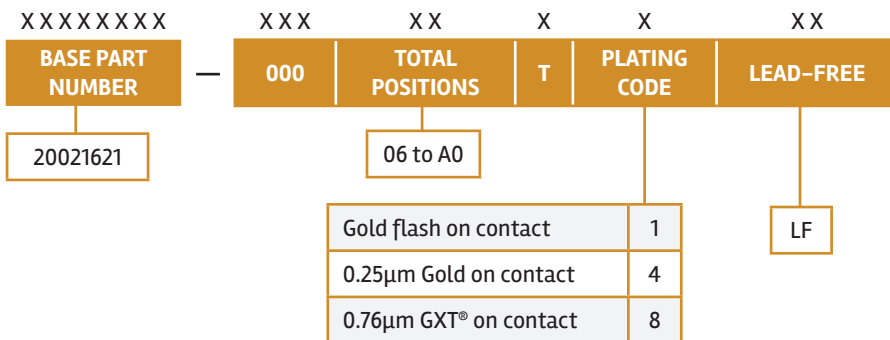 XXXXXXXX XXX XX X X XX
BASE PART
NUMBER
—
000
TOTAL
POSITIONS
T
PLATING
CODE
LEAD-FREE
20021621
06 to A0
LF
Gold flash on contact 1
0.25µm Gold on contact 4
0.76µm GXT® on contact 8